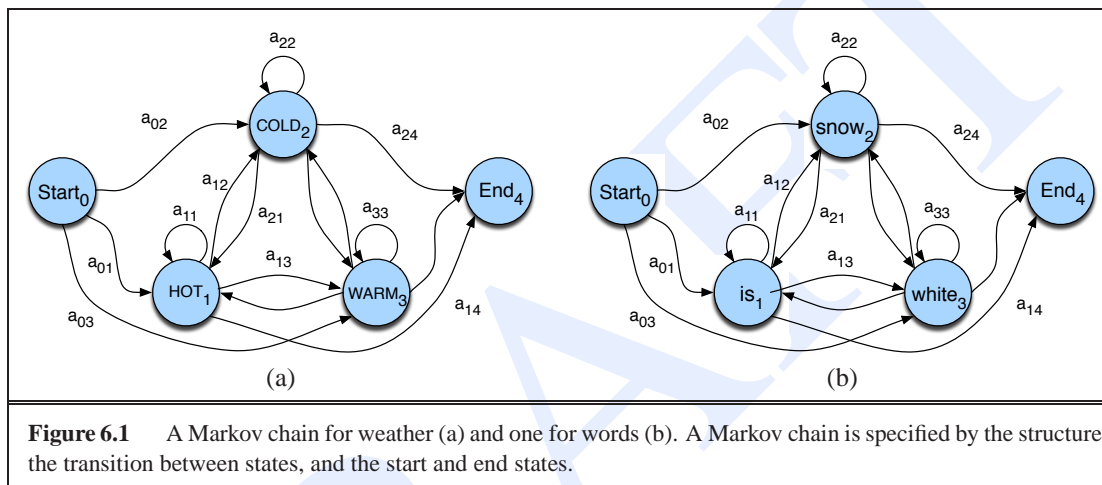 a22
COLD2
a02
a24
Start0
End4
a12
a11
a21
a33
a01
a13
HOT1
WARM3
a03
a14
(a)
a22
snow2
a02
a24
Start0
End4
a12
a11
a21
a33
a01
a13
is1
white3
a03
a14
(b)
Figure 6.1 A Markov chain for weather (a) and one for words (b). A Markov chain is specified by the structure
the transition between states, and the start and end states.